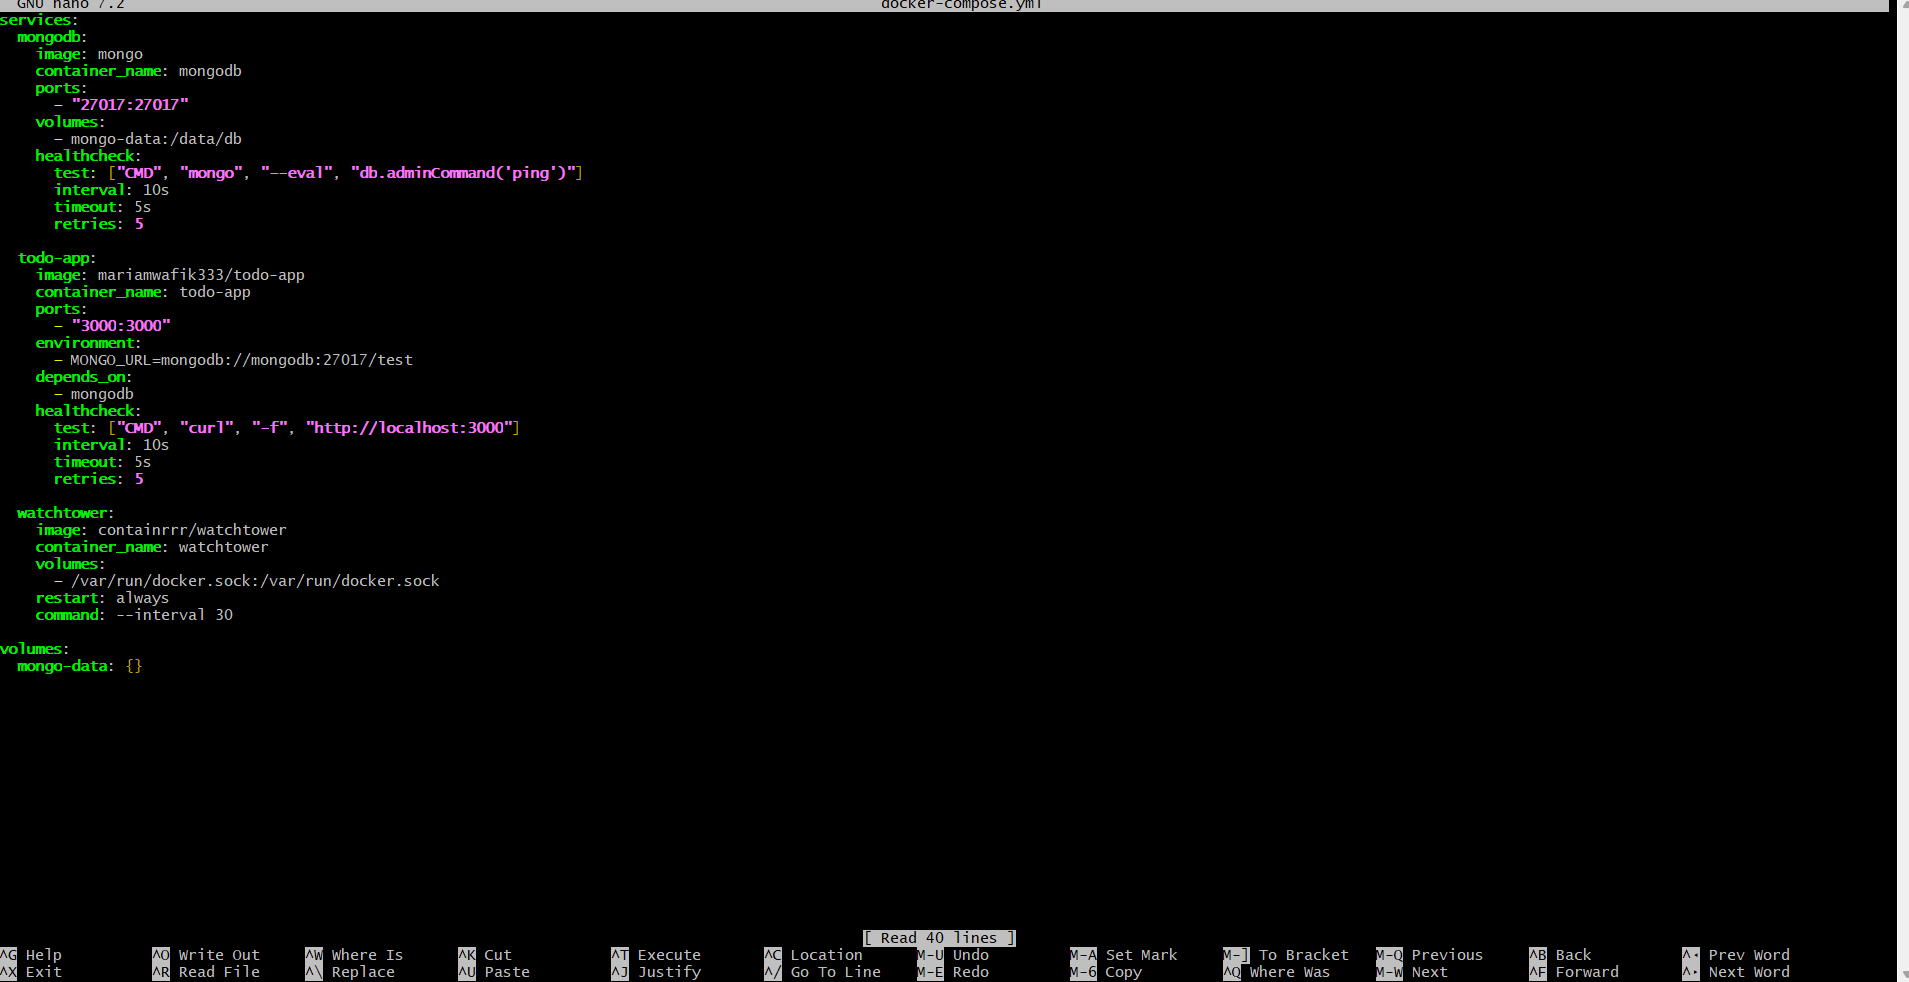 GNU nano 7.2 docker-compose.yml
services:
  mongodb:
    image: mongo
    container_name: mongodb
    ports:
      - "27017:27017"
    volumes:
      - mongo-data:/data/db
    healthcheck:
      test: ["CMD", "mongo", "--eval", "db.adminCommand('ping')"]
      interval: 10s
      timeout: 5s
      retries: 5

  todo-app:
    image: mariamwafik333/todo-app
    container_name: todo-app
    ports:
      - "3000:3000"
    environment:
      - MONGO_URL=mongodb://mongodb:27017/test
    depends_on:
      - mongodb
    healthcheck:
      test: ["CMD", "curl", "-f", "http://localhost:3000"]
      interval: 10s
      timeout: 5s
      retries: 5

  watchtower:
    image: containrrr/watchtower
    container_name: watchtower
    volumes:
      - /var/run/docker.sock:/var/run/docker.sock
    restart: always
    command: --interval 30

volumes:
  mongo-data: {}
[ Read 40 lines ]
^G Help ^O Write Out ^W Where Is ^K Cut ^T Execute ^C Location M-U Undo M-A Set Mark M-] To Bracket M-Q Previous ^B Back ^◂ Prev Word
^X Exit ^R Read File ^\ Replace ^U Paste ^J Justify ^/ Go To Line M-E Redo M-6 Copy ^Q Where Was M-W Next ^F Forward ^▸ Next Word